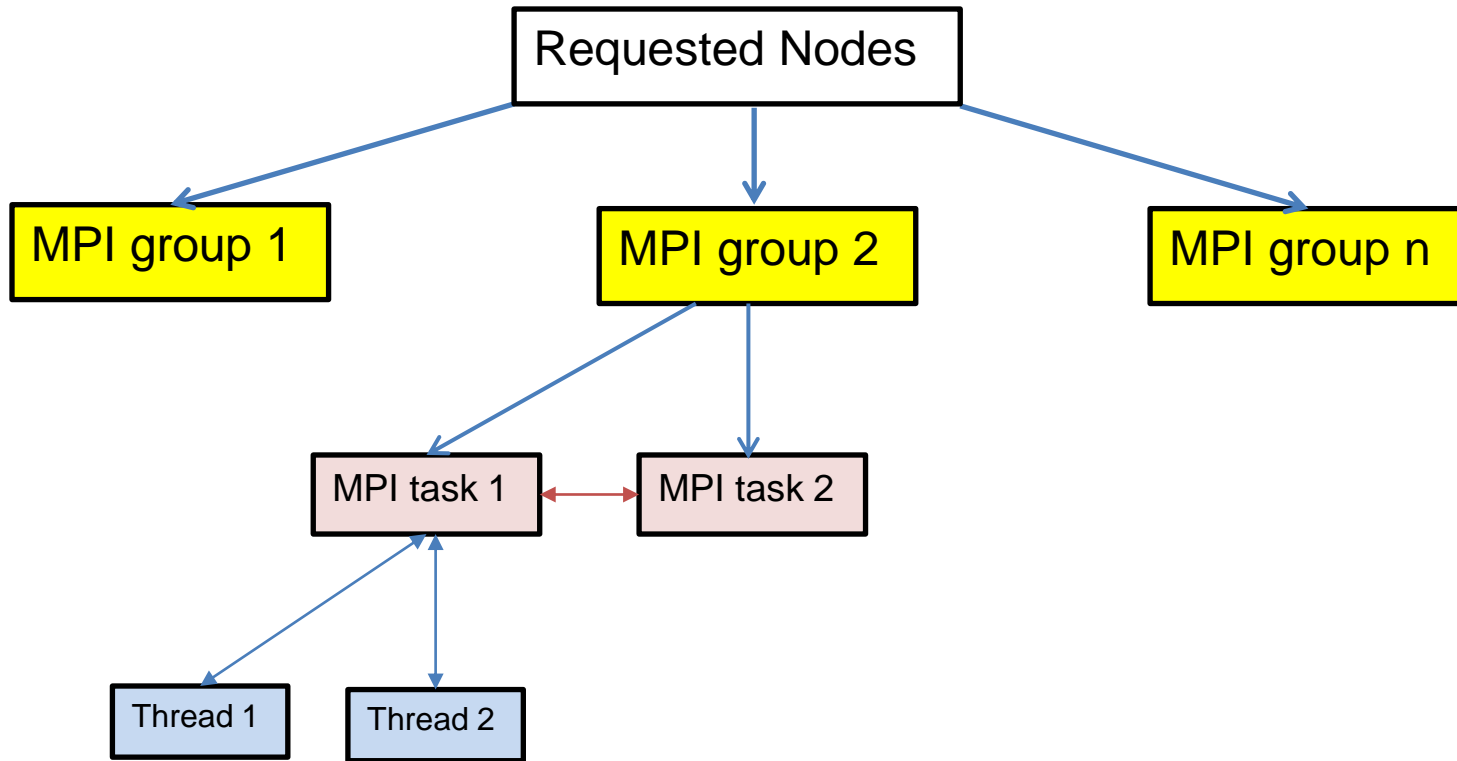 Requested Nodes
MPI group 1
MPI group 2
MPI group n
MPI task 1
MPI task 2
Thread 1
Thread 2